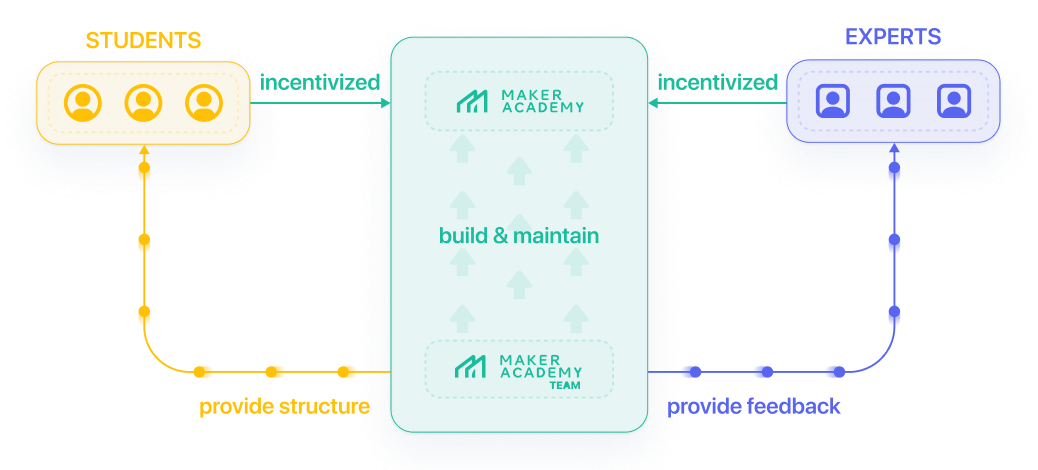 STUDENTS
EXPERTS
incentivized
incentivized
MAKER
ACADEMY
build & maintain
MAKER
ACADEMY
TEAM
provide structure
provide feedback